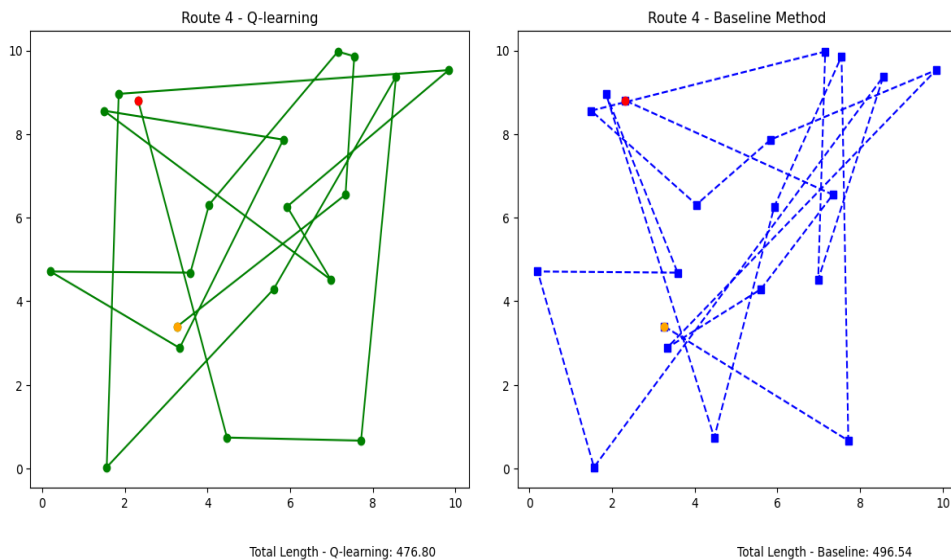 Route 4 - Q-learning
10
8
6
4
2
0
0 2 4 6 8 10
Total Length - Q-learning: 476.80
Route 4 - Baseline Method
10
8
6
4
2
0
0 2 4 6 8 10
Total Length - Baseline: 496.54